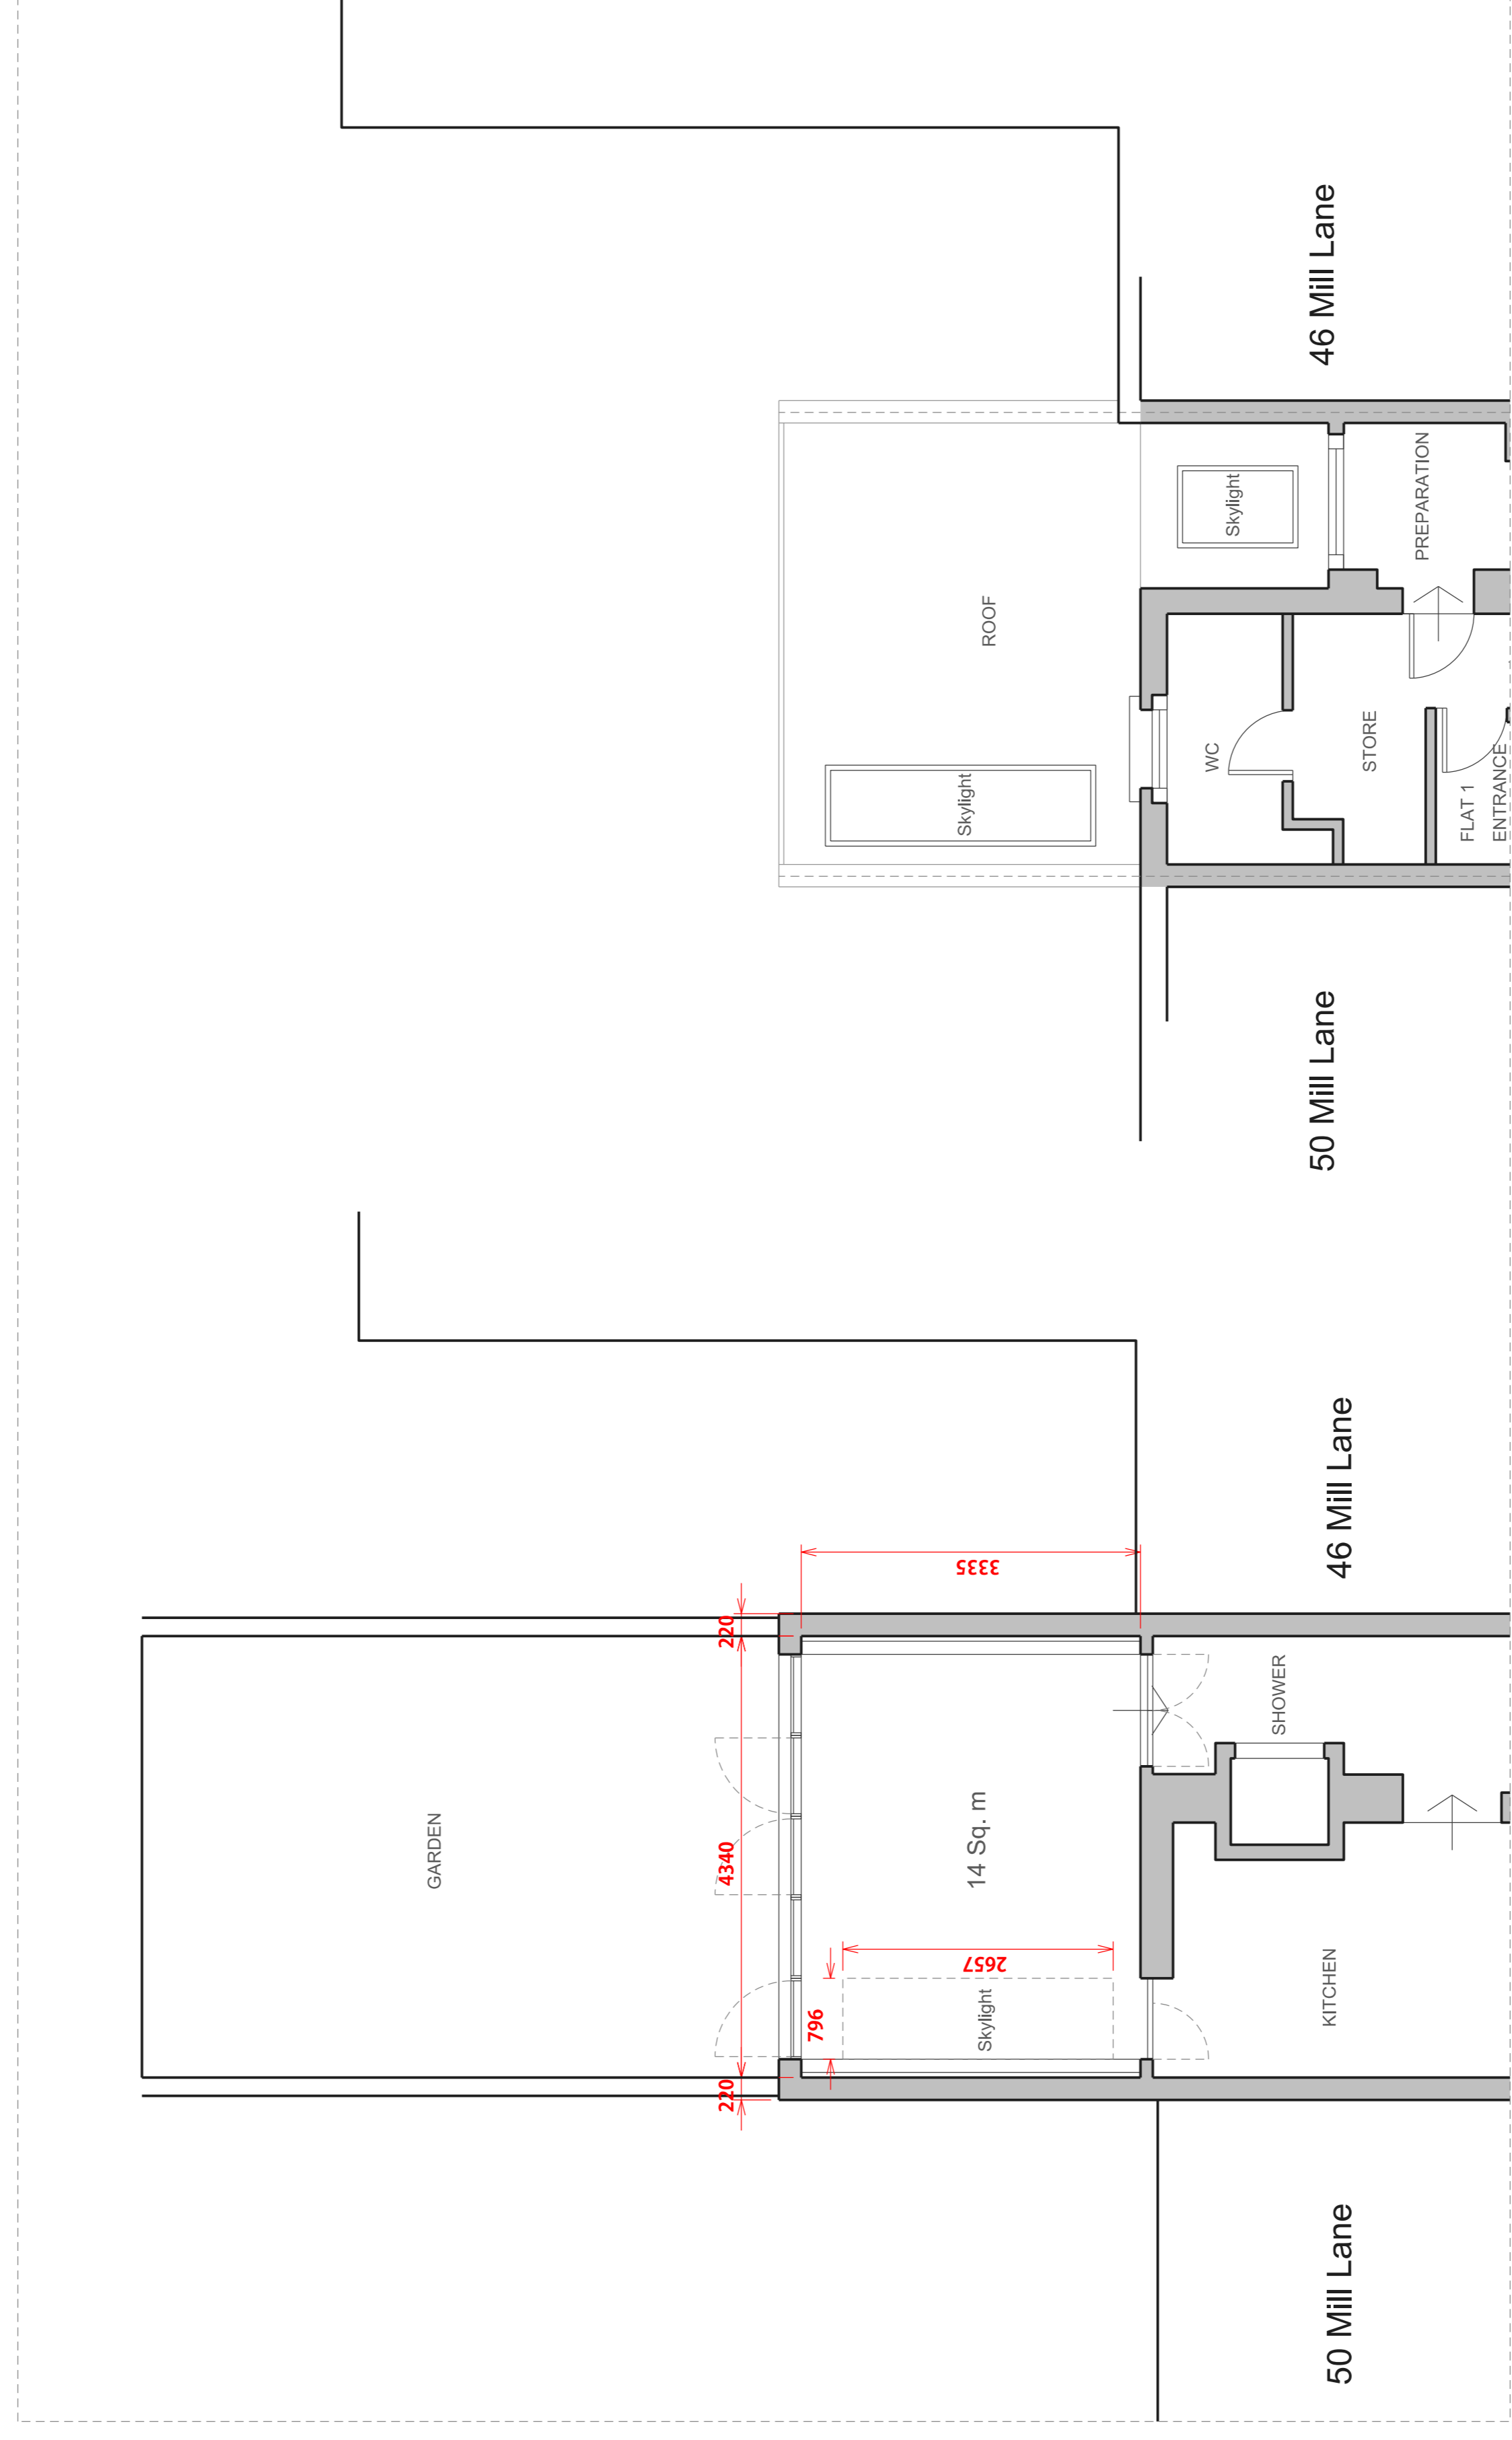 GARDEN
220
4340
220
796
2657
Skylight
14 Sq. m
3335
SHOWER
KITCHEN
50 Mill Lane
46 Mill Lane
Skylight
ROOF
WC
Skylight
50 Mill Lane
46 Mill Lane
STORE
PREPARATION
FLAT 1
ENTRANCE